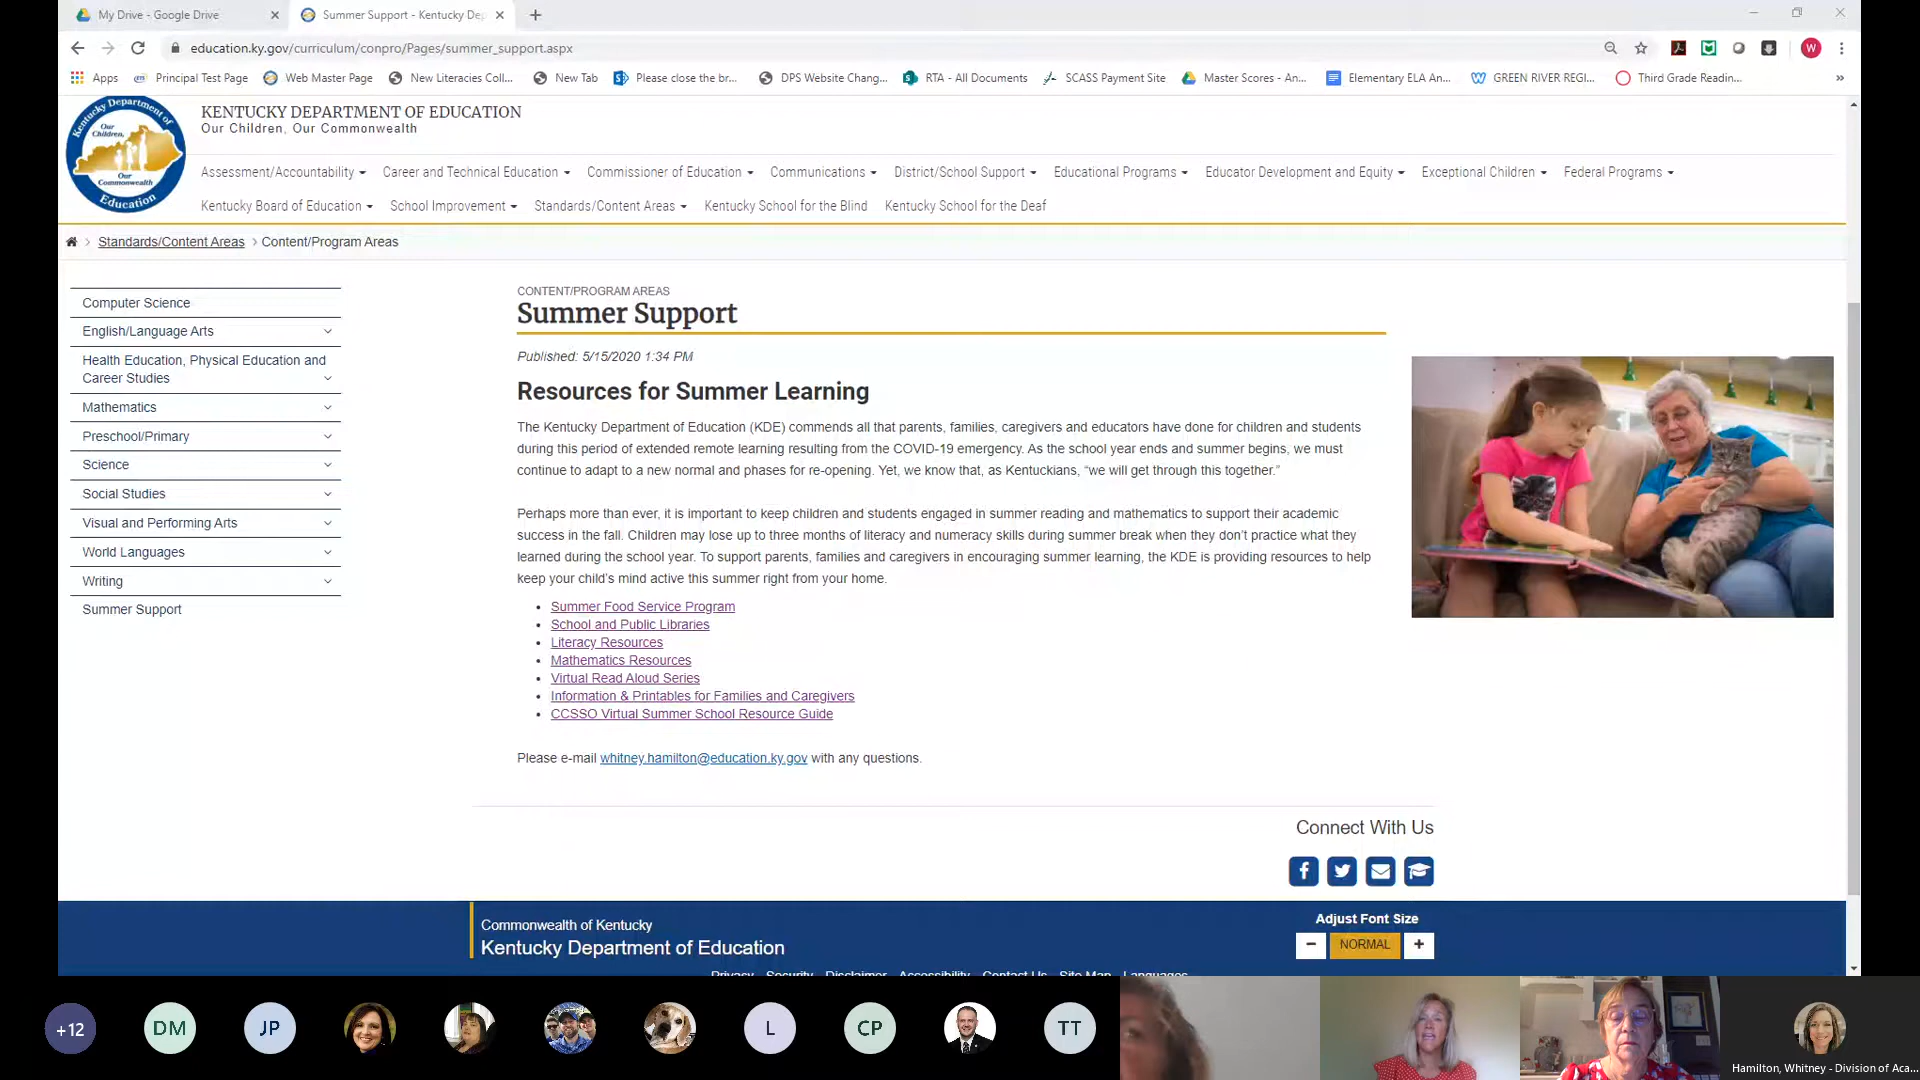 My Drive - Google Drive
Summer Support - Kentucky Dep
education.ky.gov/curriculum/conpro/Pages/summer_support.aspx
W
Apps
Principal Test Page
Web Master Page
New Literacies Coll...
New Tab
Please close the br...
DPS Website Chang...
RTA - All Documents
SCASS Payment Site
Master Scores - An...
Elementary ELA An...
GREEN RIVER REGI...
Third Grade Readin...
Kentucky Department of
Our
Children,
Our
Commonwealth
Education
KENTUCKY DEPARTMENT OF EDUCATION
Our Children, Our Commonwealth
Assessment/Accountability
Career and Technical Education
Commissioner of Education
Communications
District/School Support
Educational Programs
Educator Development and Equity
Exceptional Children
Federal Programs
Kentucky Board of Education
School Improvement
Standards/Content Areas
Kentucky School for the Blind
Kentucky School for the Deaf
Standards/Content Areas > Content/Program Areas
Computer Science
English/Language Arts
Health Education, Physical Education and
Career Studies
Mathematics
Preschool/Primary
Science
Social Studies
Visual and Performing Arts
World Languages
Writing
Summer Support
CONTENT/PROGRAM AREAS
Summer Support
Published: 5/15/2020 1:34 PM
Resources for Summer Learning
The Kentucky Department of Education (KDE) commends all that parents, families, caregivers and educators have done for children and students
during this period of extended remote learning resulting from the COVID-19 emergency. As the school year ends and summer begins, we must
continue to adapt to a new normal and phases for re-opening. Yet, we know that, as Kentuckians, “we will get through this together.”
Perhaps more than ever, it is important to keep children and students engaged in summer reading and mathematics to support their academic
success in the fall. Children may lose up to three months of literacy and numeracy skills during summer break when they don’t practice what they
learned during the school year. To support parents, families and caregivers in encouraging summer learning, the KDE is providing resources to help
keep your child’s mind active this summer right from your home.
• Summer Food Service Program
• School and Public Libraries
• Literacy Resources
• Mathematics Resources
• Virtual Read Aloud Series
• Information & Printables for Families and Caregivers
• CCSSO Virtual Summer School Resource Guide
Please e-mail whitney.hamilton@education.ky.gov with any questions.
Connect With Us
Commonwealth of Kentucky
Kentucky Department of Education
Adjust Font Size
− NORMAL +
Privacy Security Disclaimer Accessibility Contact Us Site Map Languages
+12
DM
JP
L
CP
TT
Hamilton, Whitney - Division of Aca...